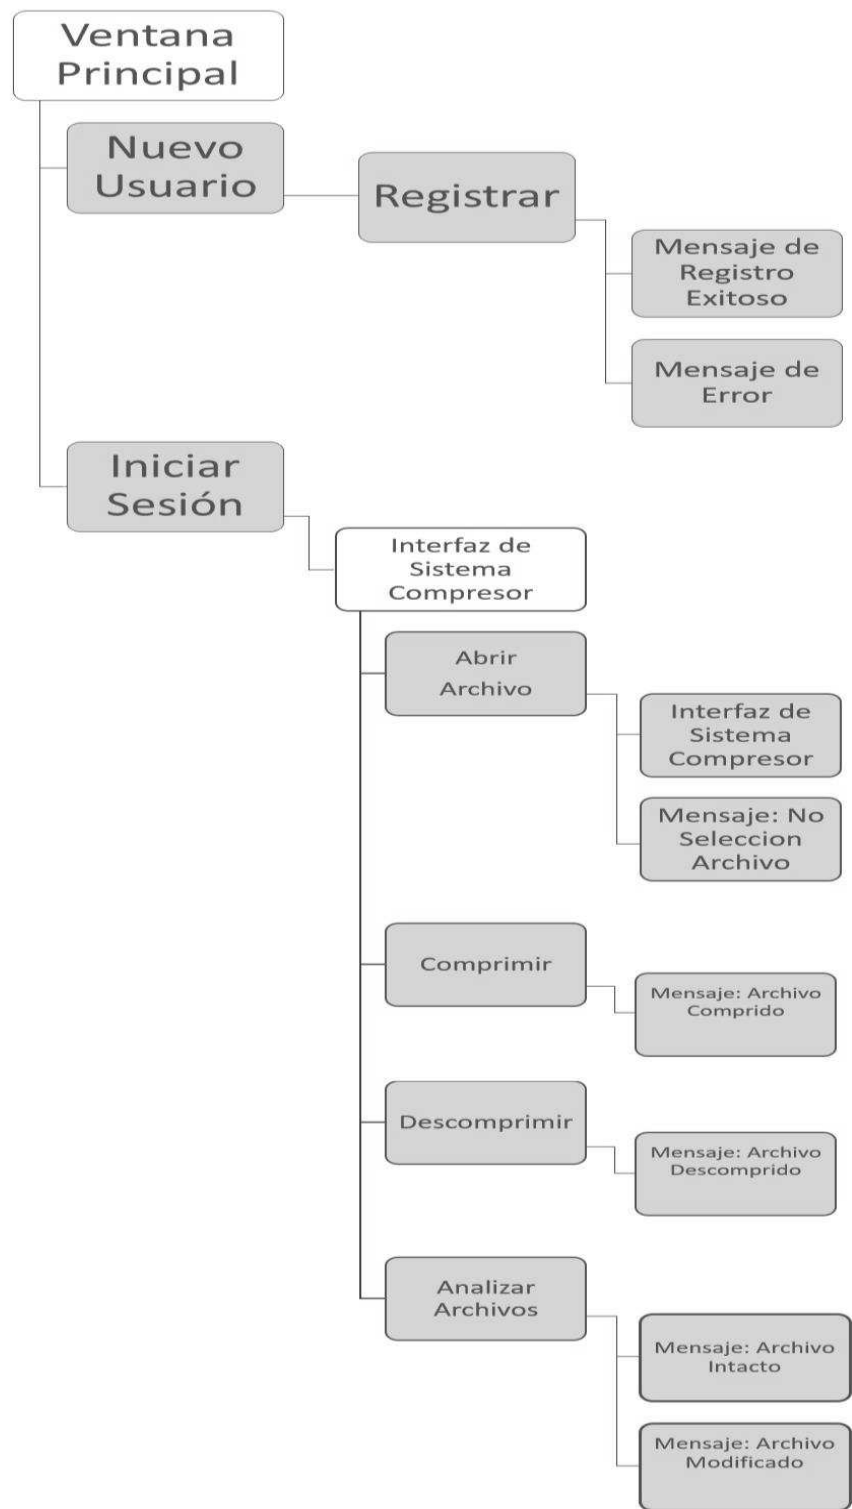 Ventana
Principal
Nuevo
Usuario
Registrar
Mensaje de
Registro
Exitoso
Mensaje de
Error
Iniciar
Sesión
Interfaz de
Sistema
Compresor
Abrir
Archivo
Interfaz de
Sistema
Compresor
Mensaje: No
Seleccion
Archivo
Comprimir
Mensaje: Archivo
Comprido
Descomprimir
Mensaje: Archivo
Descomprido
Analizar
Archivos
Mensaje: Archivo
Intacto
Mensaje: Archivo
Modificado